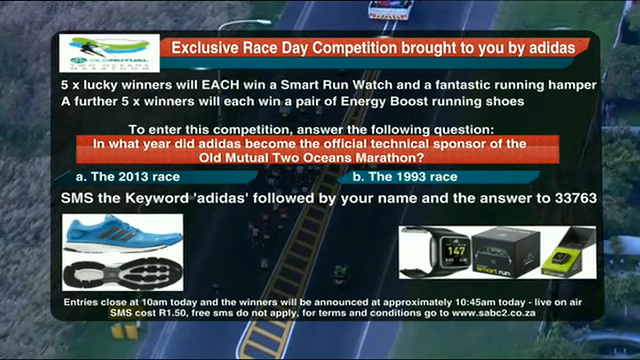 OLDMUTUAL
TWO OCEANS
MARATHON
Exclusive Race Day Competition brought to you by adidas
5 x lucky winners will EACH win a Smart Run Watch and a fantastic running hamper
A further 5 x winners will each win a pair of Energy Boost running shoes
To enter this competition, answer the following question:
In what year did adidas become the official technical sponsor of the
Old Mutual Two Oceans Marathon?
a. The 2013 race
b. The 1993 race
SMS the Keyword 'adidas' followed by your name and the answer to 33763
147
smart run
Entries close at 10am today and the winners will be announced at approximately 10:45am today - live on air
SMS cost R1.50, free sms do not apply, for terms and conditions go to www.sabc2.co.za